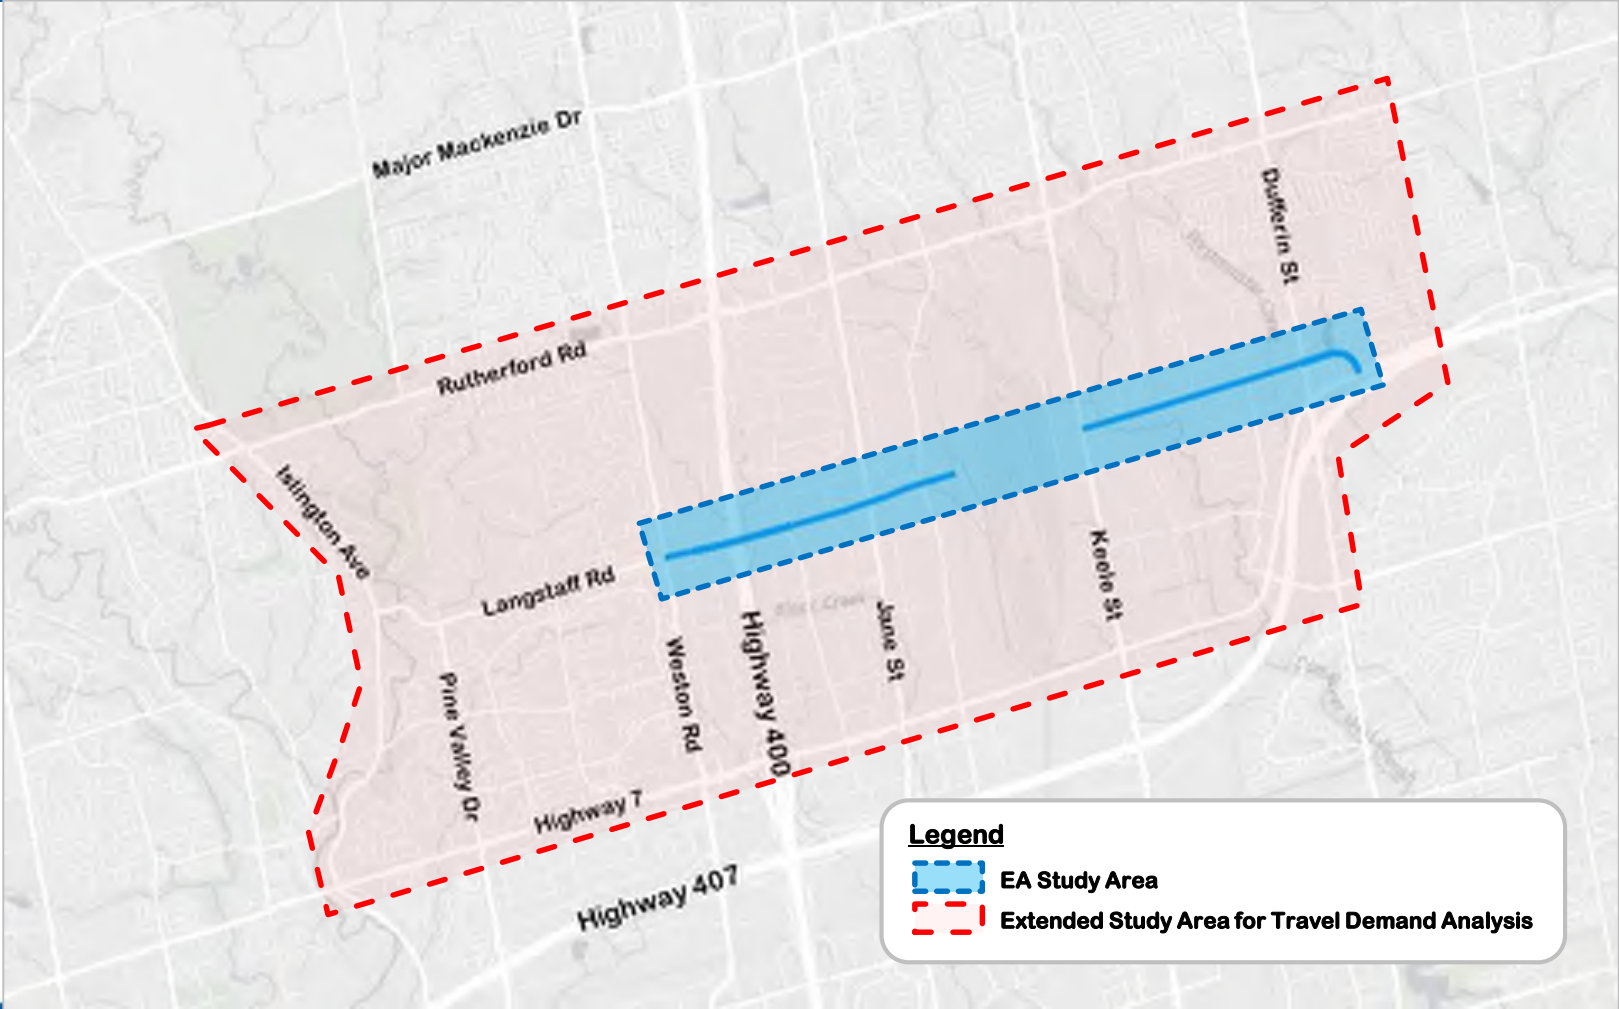 Major Mackenzie Dr
Dufferin St
Rutherford Rd
Islington Ave
Langstaff Rd
Keele St
Jane St
Highway 400
Weston Rd
Pine Valley Dr
Highway 7
Highway 407
Legend
EA Study Area
Extended Study Area for Travel Demand Analysis